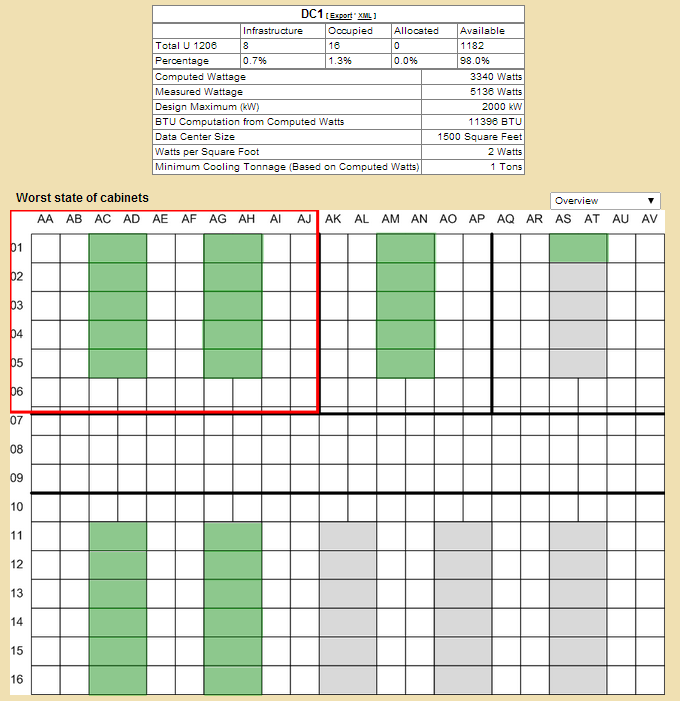 DC1 [ Export · XML ]
Infrastructure Occupied Allocated Available
Total U 1206 8 16 0 1182
Percentage 0.7% 1.3% 0.0% 98.0%
Computed Wattage 3340 Watts
Measured Wattage 5136 Watts
Design Maximum (kW) 2000 kW
BTU Computation from Computed Watts 11396 BTU
Data Center Size 1500 Square Feet
Watts per Square Foot 2 Watts
Minimum Cooling Tonnage (Based on Computed Watts) 1 Tons
Worst state of cabinets Overview
AA AB AC AD AE AF AG AH AI AJ AK AL AM AN AO AP AQ AR AS AT AU AV
01
02
03
04
05
06
07
08
09
10
11
12
13
14
15
16